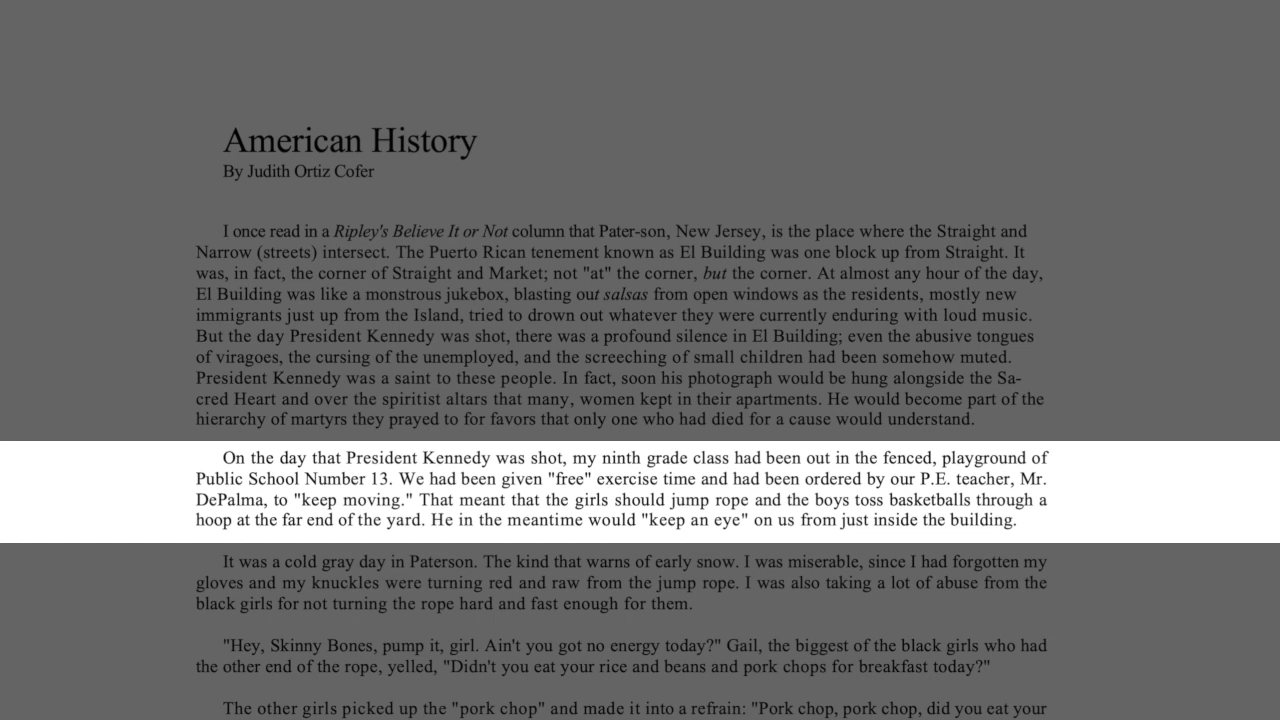 American History
By Judith Ortiz Cofer
I once read in a Ripley's Believe It or Not column that Pater-son, New Jersey, is the place where the Straight and
Narrow (streets) intersect. The Puerto Rican tenement known as El Building was one block up from Straight. It
was, in fact, the corner of Straight and Market; not "at" the corner, but the corner. At almost any hour of the day,
El Building was like a monstrous jukebox, blasting out salsas from open windows as the residents, mostly new
immigrants just up from the Island, tried to drown out whatever they were currently enduring with loud music.
But the day President Kennedy was shot, there was a profound silence in El Building; even the abusive tongues
of viragoes, the cursing of the unemployed, and the screeching of small children had been somehow muted.
President Kennedy was a saint to these people. In fact, soon his photograph would be hung alongside the Sa-
cred Heart and over the spiritist altars that many, women kept in their apartments. He would become part of the
hierarchy of martyrs they prayed to for favors that only one who had died for a cause would understand.
On the day that President Kennedy was shot, my ninth grade class had been out in the fenced, playground of
Public School Number 13. We had been given "free" exercise time and had been ordered by our P.E. teacher, Mr.
DePalma, to "keep moving." That meant that the girls should jump rope and the boys toss basketballs through a
hoop at the far end of the yard. He in the meantime would "keep an eye" on us from just inside the building.
It was a cold gray day in Paterson. The kind that warns of early snow. I was miserable, since I had forgotten my
gloves and my knuckles were turning red and raw from the jump rope. I was also taking a lot of abuse from the
black girls for not turning the rope hard and fast enough for them.
"Hey, Skinny Bones, pump it, girl. Ain't you got no energy today?" Gail, the biggest of the black girls who had
the other end of the rope, yelled, "Didn't you eat your rice and beans and pork chops for breakfast today?"
The other girls picked up the "pork chop" and made it into a refrain: "Pork chop, pork chop, did you eat your